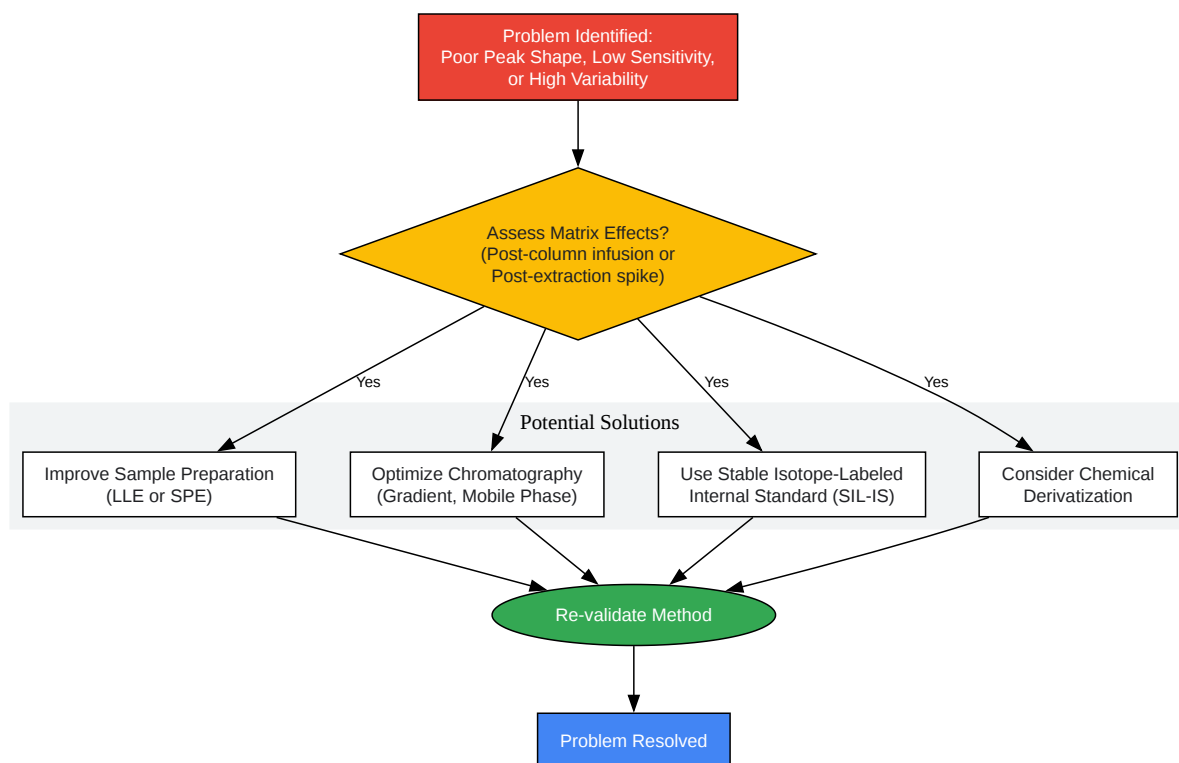 Problem Identified:
Poor Peak Shape, Low Sensitivity,
or High Variability
Assess Matrix Effects?
(Post-column infusion or
Post-extraction spike)
Yes
Yes
Yes
Yes
Potential Solutions
Improve Sample Preparation
(LLE or SPE)
Optimize Chromatography
(Gradient, Mobile Phase)
Use Stable Isotope-Labeled
Internal Standard (SIL-IS)
Consider Chemical
Derivatization
Re-validate Method
Problem Resolved